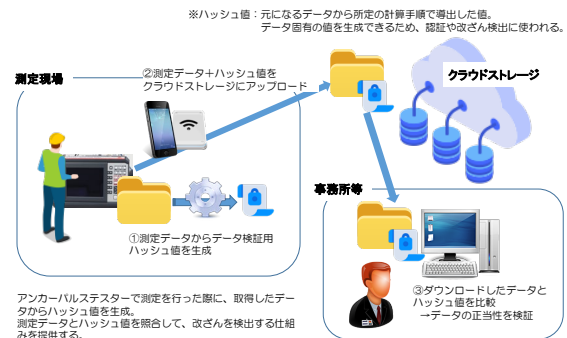 ※ハッシュ値：元になるデータから所定の計算手順で導出した値。
データ固有の値を生成できるため、認証や改ざん検出に使われる。
測定現場
②測定データ＋ハッシュ値を
クラウドストレージにアップロード
クラウドストレージ
①測定データからデータ検証用
ハッシュ値を生成
事務所等
③ダウンロードしたデータと
ハッシュ値を比較
→データの正当性を検証
アンカーパルステスターで測定を行った際に、取得したデー
タからハッシュ値を生成。
測定データとハッシュ値を照合して、改ざんを検出する仕組
みを提供する。